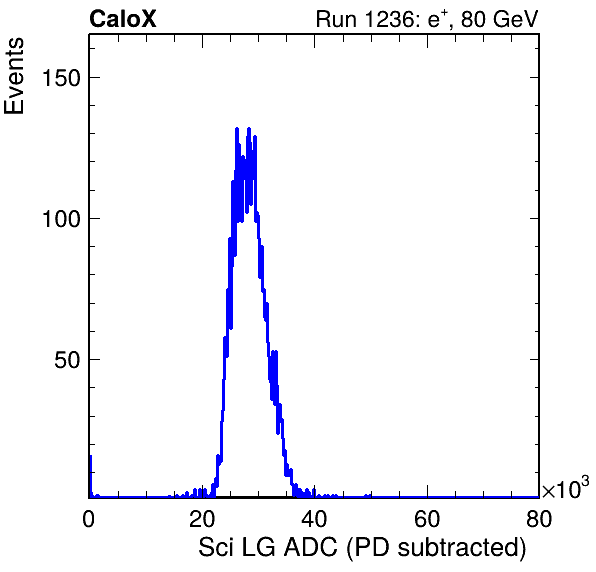 CaloX Run 1236: e⁺, 80 GeV
Events
150
100
50
0 20 40 60 80
×10³
Sci LG ADC (PD subtracted)